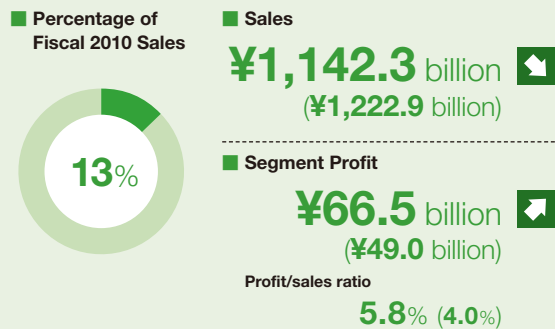 Percentage of
Fiscal 2010 Sales
13%
Sales
¥1,142.3 billion
(¥1,222.9 billion)
Segment Profit
¥66.5 billion
(¥49.0 billion)
Profit/sales ratio
5.8% (4.0%)